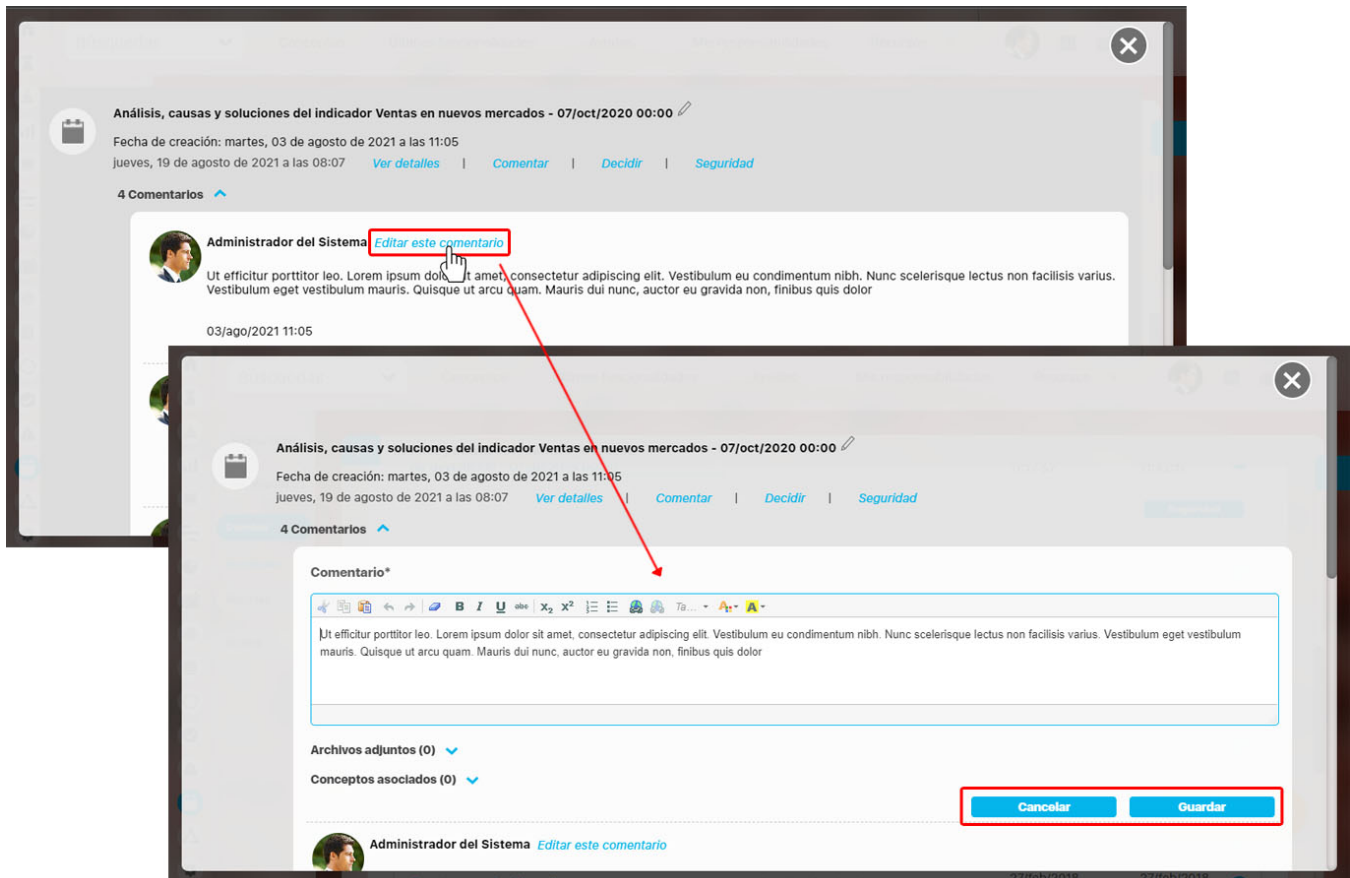 Análisis, causas y soluciones del indicador Ventas en nuevos mercados - 07/oct/2020 00:00
Fecha de creación: martes, 03 de agosto de 2021 a las 11:05
jueves, 19 de agosto de 2021 a las 08:07 Ver detalles | Comentar | Decidir | Seguridad
4 Comentarios
Administrador del Sistema Editar este comentario
Ut efficitur porttitor leo. Lorem ipsum dolor sit amet, consectetur adipiscing elit. Vestibulum eu condimentum nibh. Nunc scelerisque lectus non facilisis varius.
Vestibulum eget vestibulum mauris. Quisque ut arcu quam. Mauris dui nunc, auctor eu gravida non, finibus quis dolor
03/ago/2021 11:05
Análisis, causas y soluciones del indicador Ventas en nuevos mercados - 07/oct/2020 00:00
Fecha de creación: martes, 03 de agosto de 2021 a las 11:05
jueves, 19 de agosto de 2021 a las 08:07 Ver detalles | Comentar | Decidir | Seguridad
4 Comentarios
Comentario*
B I U abc X2 X2 Ta... A A
Ut efficitur porttitor leo. Lorem ipsum dolor sit amet, consectetur adipiscing elit. Vestibulum eu condimentum nibh. Nunc scelerisque lectus non facilisis varius. Vestibulum eget vestibulum
mauris. Quisque ut arcu quam. Mauris dui nunc, auctor eu gravida non, finibus quis dolor
Archivos adjuntos (0)
Conceptos asociados (0)
Cancelar Guardar
Administrador del Sistema Editar este comentario
27/feb/2018 27/feb/2018